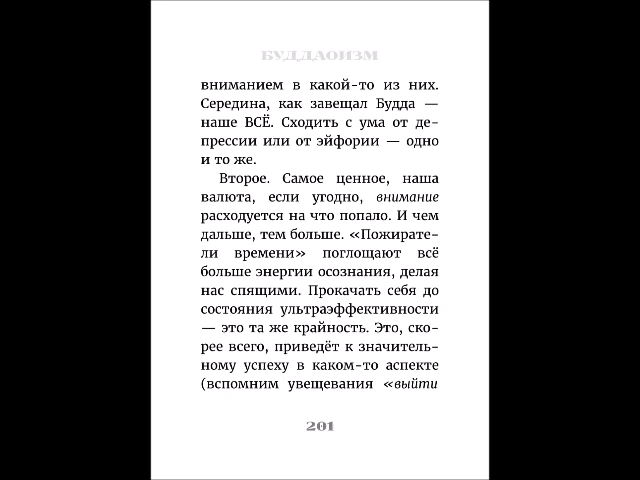 БУДДАОИЗМ
вниманием в какой-то из них.
Середина, как завещал Будда —
наше ВСЁ. Сходить с ума от де-
прессии или от эйфории — одно
и то же.
Второе. Самое ценное, наша
валюта, если угодно, внимание
расходуется на что попало. И чем
дальше, тем больше. «Пожирате-
ли времени» поглощают всё
больше энергии осознания, делая
нас спящими. Прокачать себя до
состояния ультраэффективности
— это та же крайность. Это, ско-
рее всего, приведёт к значитель-
ному успеху в каком-то аспекте
(вспомним увещевания «выйти
201